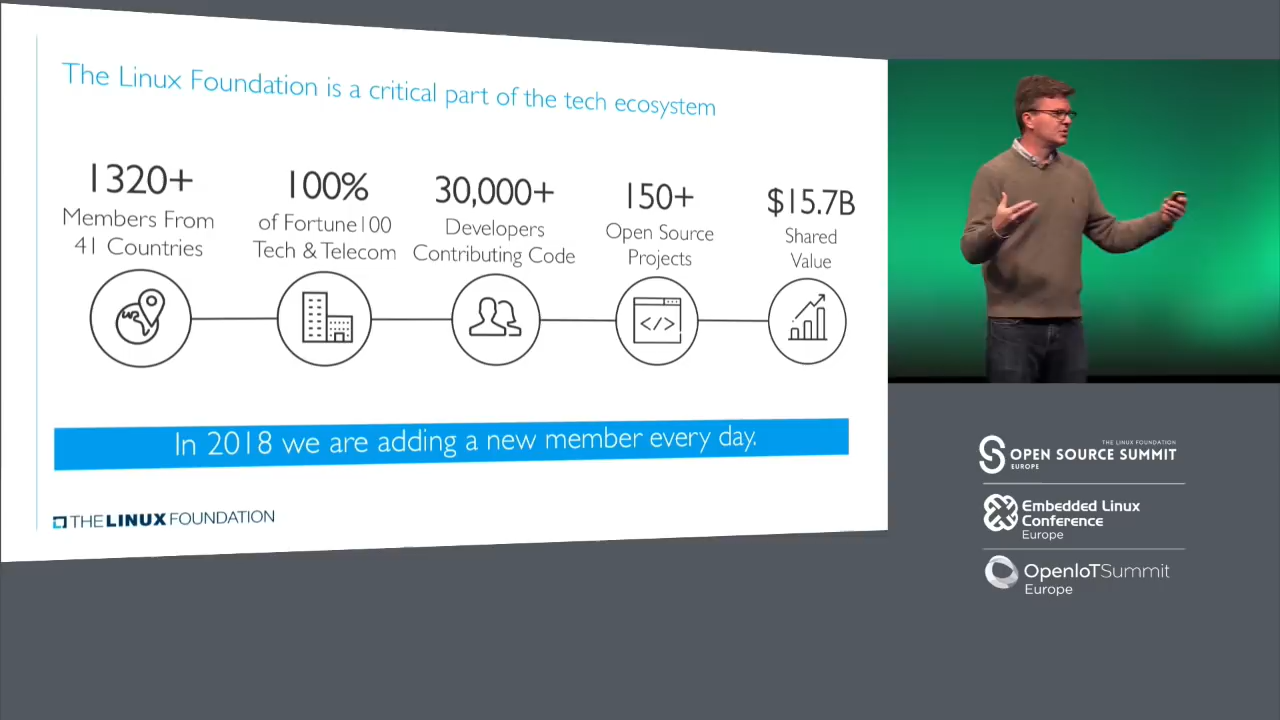 The Linux Foundation is a critical part of the tech ecosystem
1320+
Members From
41 Countries
100%
of Fortune100
Tech & Telecom
30,000+
Developers
Contributing Code
150+
Open Source
Projects
</>
$15.7B
Shared
Value
In 2018 we are adding a new member every day.
THE LINUX FOUNDATION
THE LINUX FOUNDATION
OPEN SOURCE SUMMIT
EUROPE
Embedded Linux
Conference
Europe
OpenIoTSummit
Europe